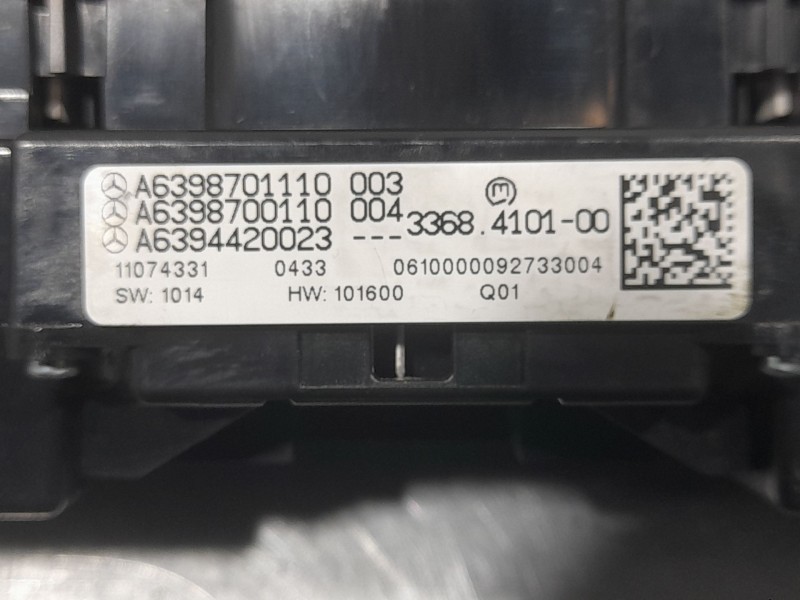 A6398701110 003
A6398700110 004 3368.4101-00
A6394420023 ---
11074331 0433 0610000092733004
SW: 1014 HW: 101600 Q01